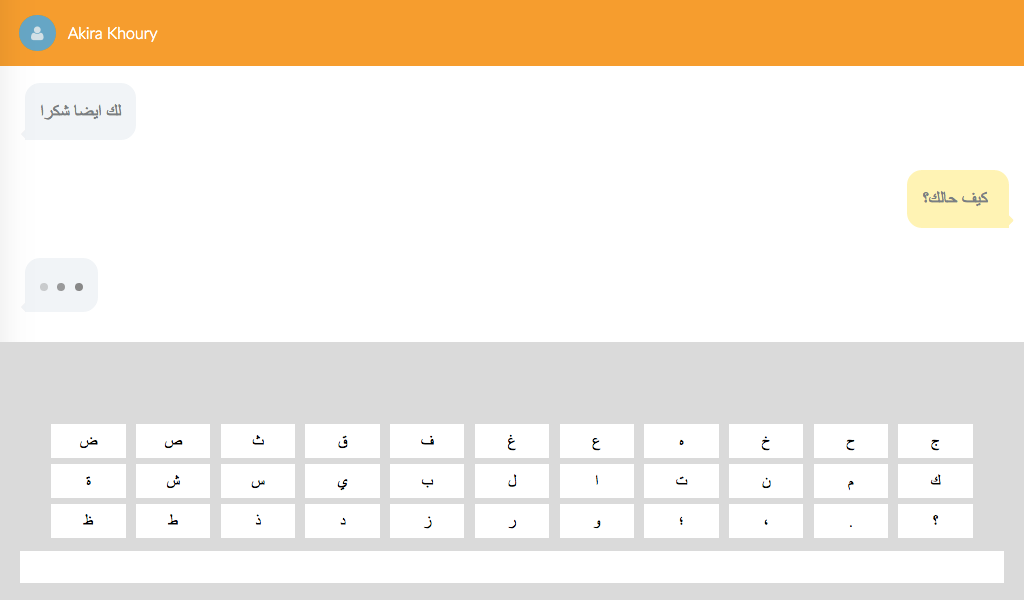 Akira Khoury
لك ايضا شكرا
كيف حالك؟
ض ص ث ق ف غ ع ه خ ح ج
ة ش س ي ب ل ا ت ن م ك
ظ ط ذ د ز ر و ؛ ، . ؟